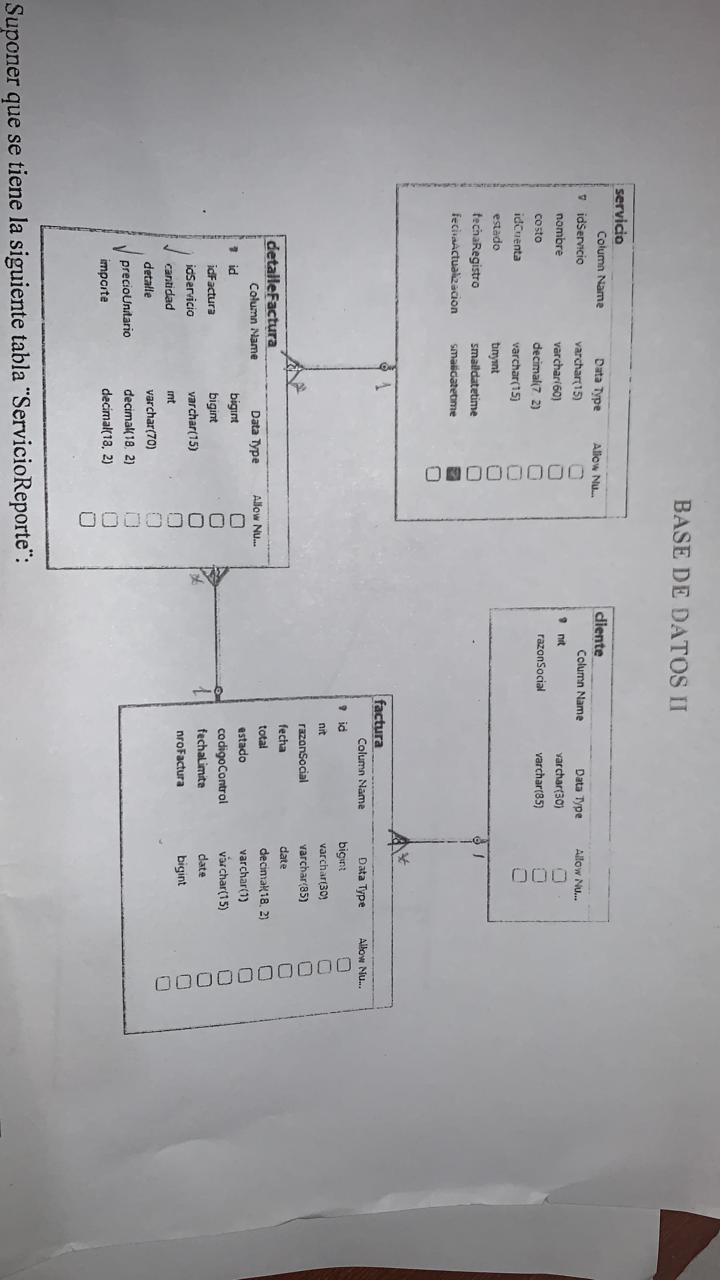 BASE DE DATOS II
servicio
Column Name Data Type Allow Nu...
idServicio varchar(15)
nombre varchar(60)
costo decimal(7, 2)
idCuenta varchar(15)
estado tinyint
fechaRegistro smalldatetime
fechaActualizacion smalldatetime
cliente
Column Name Data Type Allow Nu...
nit varchar(30)
razonSocial varchar(85)
1
*
1
*
factura
Column Name Data Type Allow Nu...
id bigint
nit varchar(30)
razonSocial varchar(85)
fecha date
total decimal(18, 2)
estado varchar(1)
codigoControl varchar(15)
fechaLimite date
nroFactura bigint
detalleFactura
Column Name Data Type Allow Nu...
id bigint
idFactura bigint
idServicio varchar(15)
cantidad int
detalle varchar(70)
precioUnitario decimal(18, 2)
importe decimal(18, 2)
* 1
Suponer que se tiene la siguiente tabla ¨ServicioReporte¨: